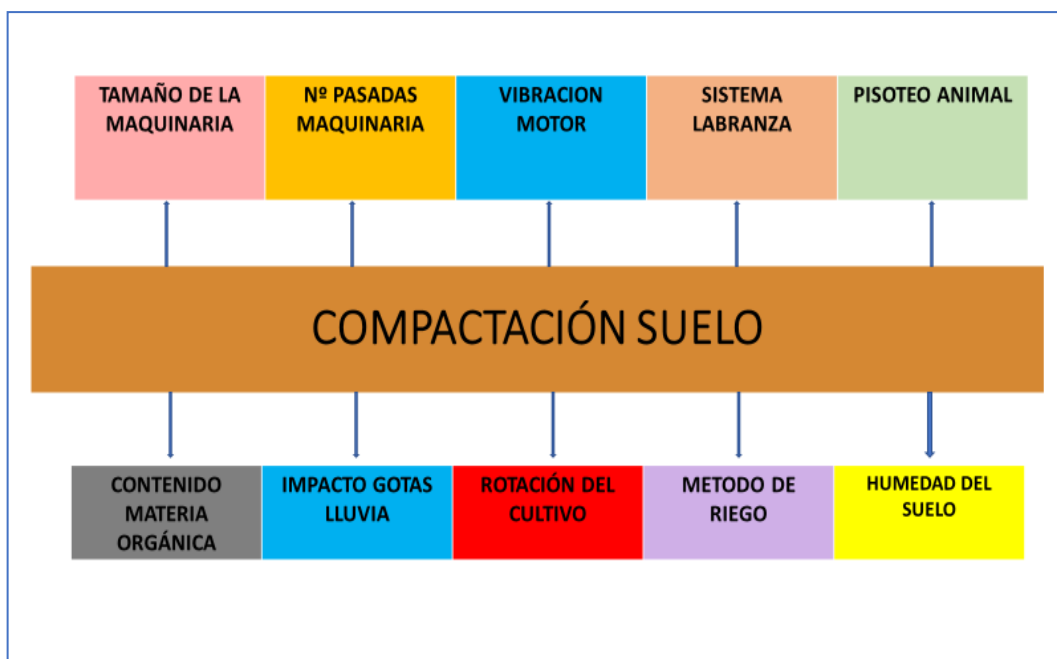 TAMAÑO DE LA
MAQUINARIA
Nº PASADAS
MAQUINARIA
VIBRACION
MOTOR
SISTEMA
LABRANZA
PISOTEO ANIMAL
COMPACTACIÓN SUELO
CONTENIDO
MATERIA
ORGÁNICA
IMPACTO GOTAS
LLUVIA
ROTACIÓN DEL
CULTIVO
METODO DE
RIEGO
HUMEDAD DEL
SUELO